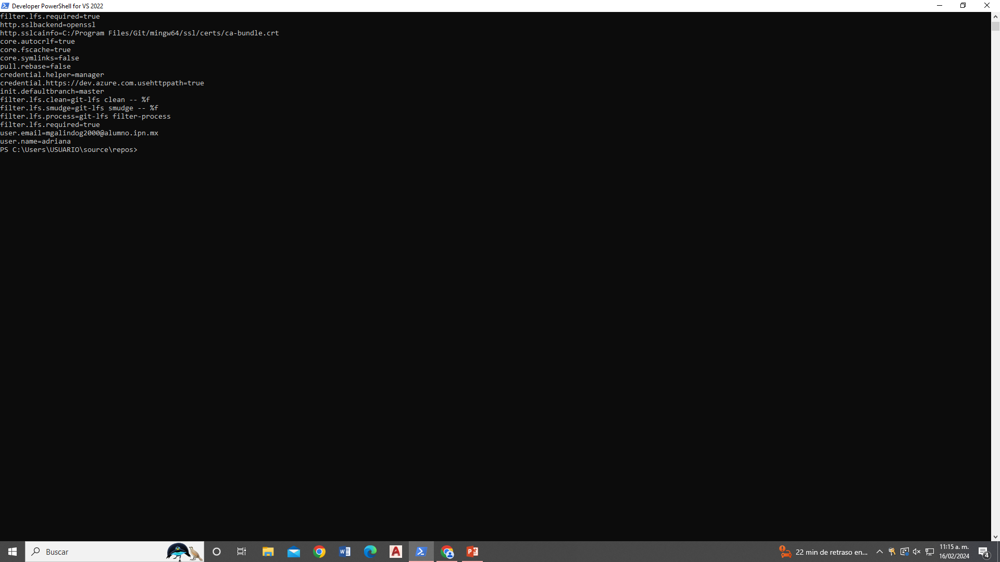 Developer PowerShell for VS 2022
filter.lfs.required=true
http.sslbackend=openssl
http.sslcainfo=C:/Program Files/Git/mingw64/ssl/certs/ca-bundle.crt
core.autocrlf=true
core.fscache=true
core.symlinks=false
pull.rebase=false
credential.helper=manager
credential.https://dev.azure.com.usehttppath=true
init.defaultbranch=master
filter.lfs.clean=git-lfs clean -- %f
filter.lfs.smudge=git-lfs smudge -- %f
filter.lfs.process=git-lfs filter-process
filter.lfs.required=true
user.email=mgalindog2000@alumno.ipn.mx
user.name=adriana
PS C:\Users\USUARIO\source\repos>
Buscar
22 min de retraso en...
11:15 a. m.
16/02/2024
4